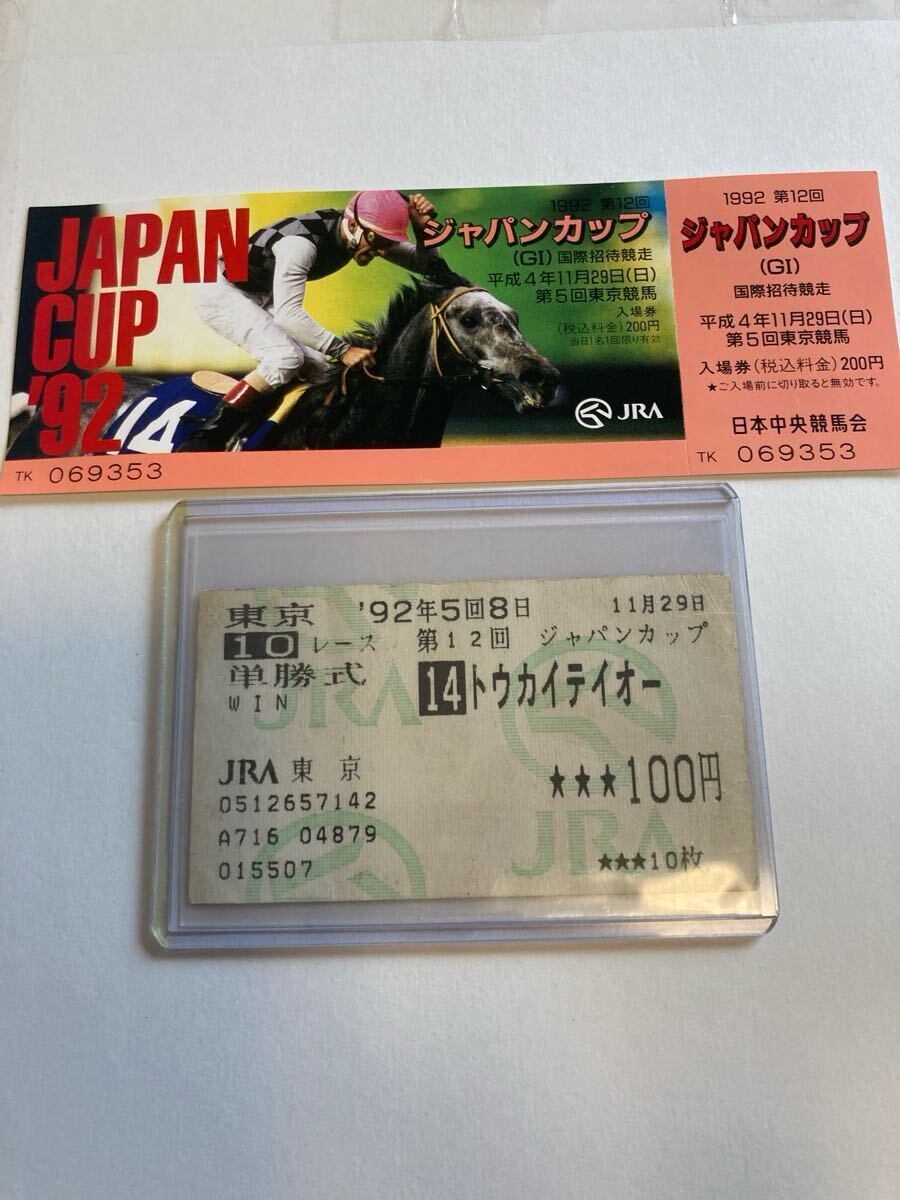 JAPAN
CUP
'92
14
1992 第12回
ジャパンカップ
(GI) 国際招待競走
平成4年11月29日(日)
第5回東京競馬
入場券
(税込料金)200円
当日1名1回限り有効
JRA
TK 069353
1992 第12回
ジャパンカップ
(GI)
国際招待競走
平成4年11月29日(日)
第5回東京競馬
入場券(税込料金)200円
★ご入場前に切り取ると無効です。
日本中央競馬会
TK 069353
東京 '92年5回8日 11月29日
10レース 第12回 ジャパンカップ
単勝式
WIN
14トウカイテイオー
JRA 東京
★★★100円
0512657142
A716 04879
015507
★★★10枚
JRA
JRA